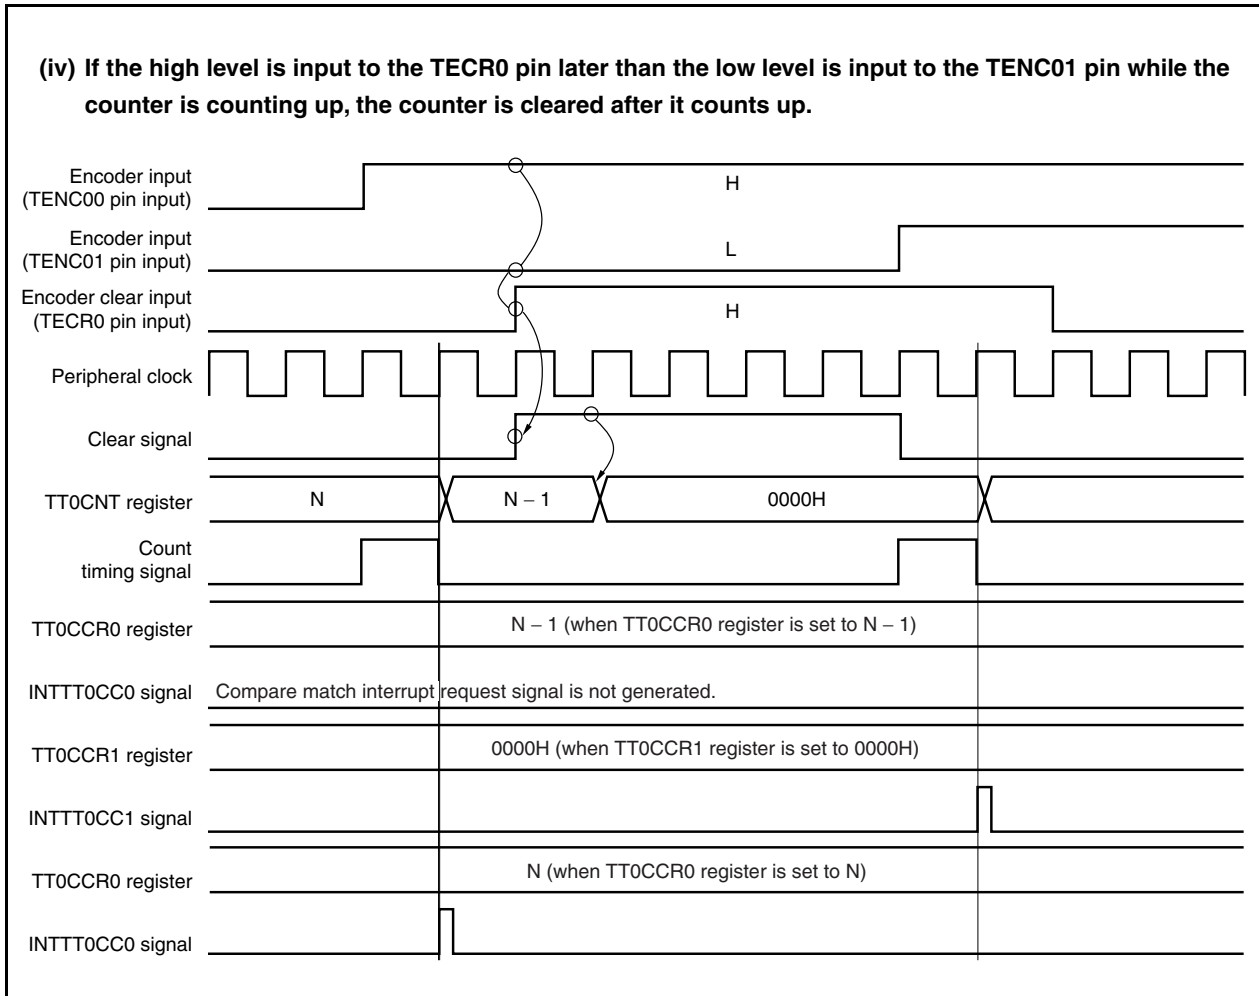 (iv) If the high level is input to the TECR0 pin later than the low level is input to the TENC01 pin while the
counter is counting up, the counter is cleared after it counts up.
Encoder input
(TENC00 pin input)
H
Encoder input
(TENC01 pin input)
L
Encoder clear input
(TECR0 pin input)
H
Peripheral clock
Clear signal
TT0CNT register
N
N − 1
0000H
Count
timing signal
TT0CCR0 register
N − 1 (when TT0CCR0 register is set to N − 1)
INTTT0CC0 signal
Compare match interrupt request signal is not generated.
TT0CCR1 register
0000H (when TT0CCR1 register is set to 0000H)
INTTT0CC1 signal
TT0CCR0 register
N (when TT0CCR0 register is set to N)
INTTT0CC0 signal